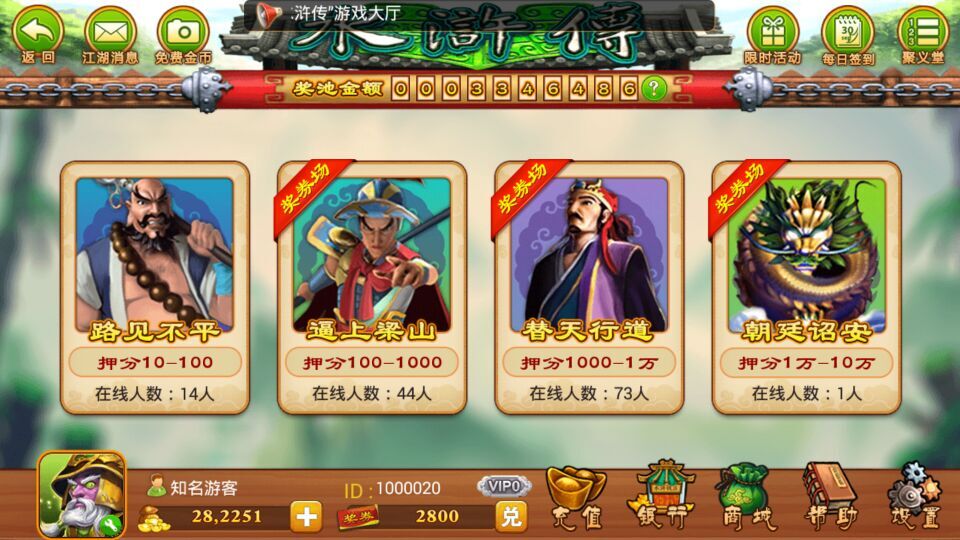 :浒传”游戏大厅
水浒傳
返回
江湖消息
免费金币
限时活动
每日签到
聚义堂
奖池金额 0003346486 ?
奖券场
奖券场
奖券场
路见不平
逼上梁山
替天行道
朝廷诏安
押分10-100
押分100-1000
押分1000-1万
押分1万-10万
在线人数：14人
在线人数：44人
在线人数：73人
在线人数：1人
知名游客
ID:1000020
VIP0
28,2251
奖券
2800
兑
充值
银行
商城
帮助
设置